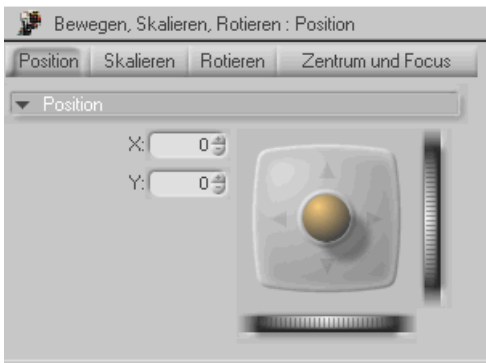 Bewegen, Skalieren, Rotieren : Position
Position Skalieren Rotieren Zentrum und Focus
Position
X: 0
Y: 0